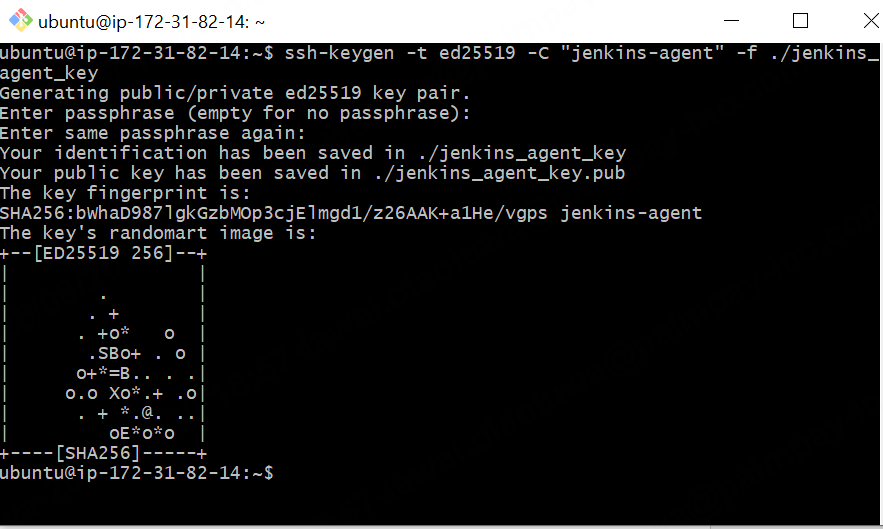 ubuntu@ip-172-31-82-14: ~
ubuntu@ip-172-31-82-14:~$ ssh-keygen -t ed25519 -C "jenkins-agent" -f ./jenkins_
agent_key
Generating public/private ed25519 key pair.
Enter passphrase (empty for no passphrase):
Enter same passphrase again:
Your identification has been saved in ./jenkins_agent_key
Your public key has been saved in ./jenkins_agent_key.pub
The key fingerprint is:
SHA256:bWhaD987lgkGzbMOp3cjElmgd1/z26AAK+a1He/vgps jenkins-agent
The key's randomart image is:
+--[ED25519 256]--+
|                 |
|        .        |
|       . +       |
|      . +o*   o  |
|       .SBo+ . o |
|      o+*=B.. . .|
|     o.o Xo*.+ .o|
|      . + *.@. ..|
|         oE*o*o  |
+----[SHA256]-----+
ubuntu@ip-172-31-82-14:~$